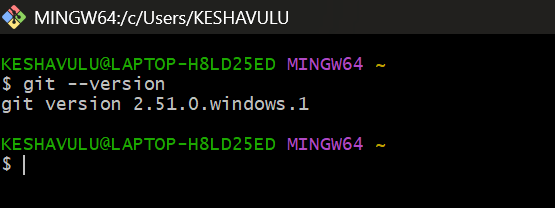 MINGW64:/c/Users/KESHAVULU
KESHAVULU@LAPTOP-H8LD25ED MINGW64 ~
$ git --version
git version 2.51.0.windows.1
KESHAVULU@LAPTOP-H8LD25ED MINGW64 ~
$